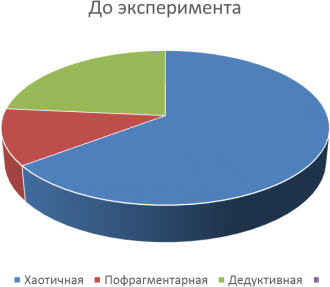 До эксперимента
Хаотичная Пофрагментарная Дедуктивная